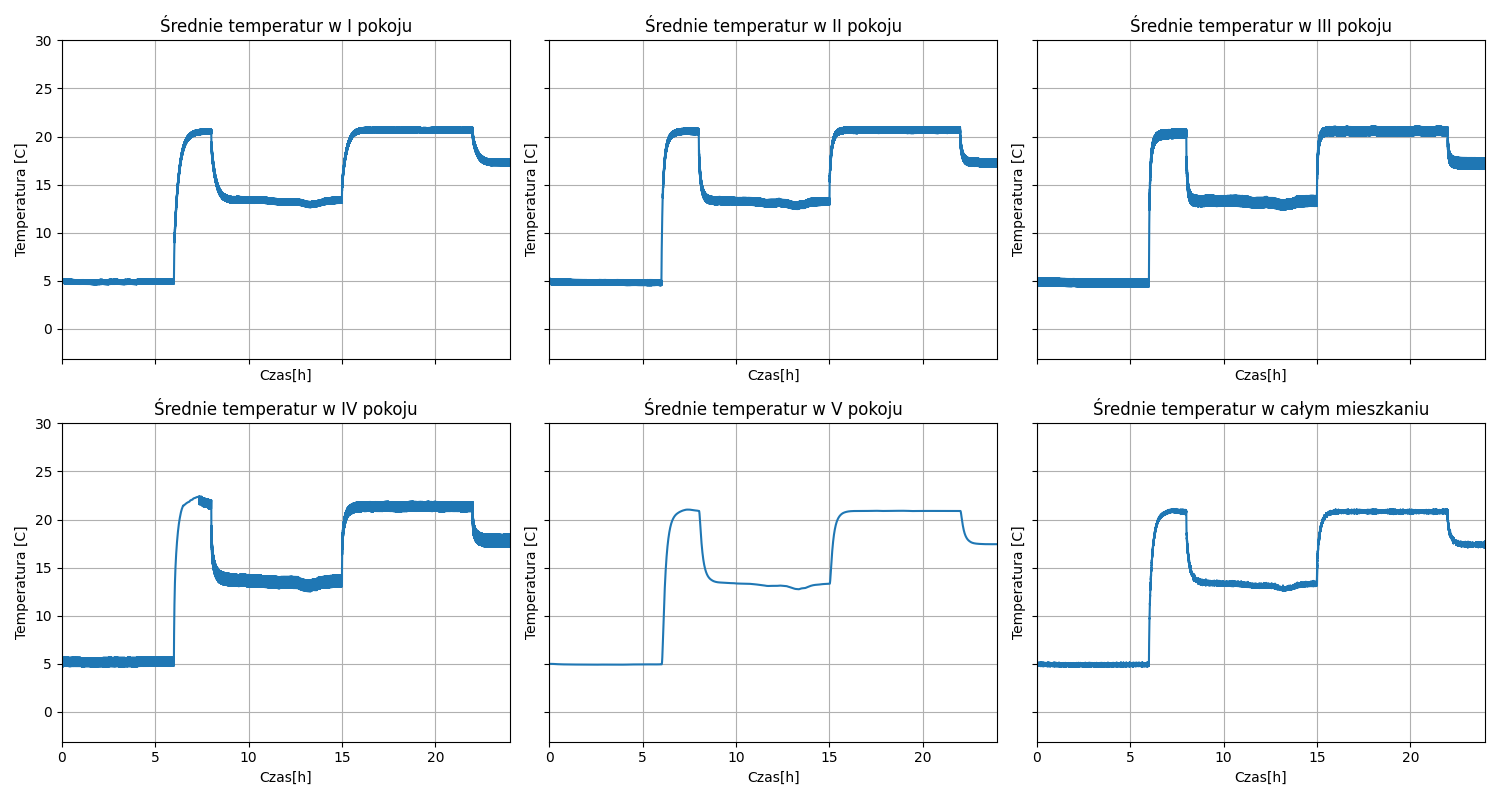 Średnie temperatur w I pokoju
Średnie temperatur w II pokoju
Średnie temperatur w III pokoju
30
25
20
15
10
5
0
Temperatura [C]
Temperatura [C]
Temperatura [C]
Czas[h]
Czas[h]
Czas[h]
Średnie temperatur w IV pokoju
Średnie temperatur w V pokoju
Średnie temperatur w całym mieszkaniu
30
25
20
15
10
5
0
Temperatura [C]
Temperatura [C]
Temperatura [C]
0 5 10 15 20
0 5 10 15 20
0 5 10 15 20
Czas[h]
Czas[h]
Czas[h]